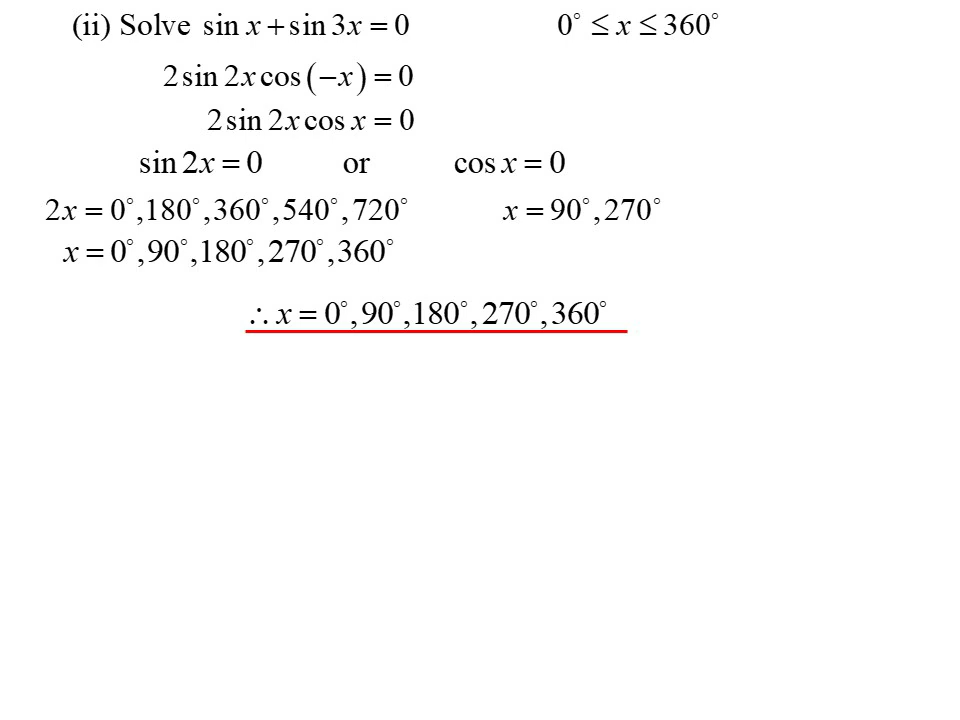 (ii) Solve sin x + sin 3x = 0 0° ≤ x ≤ 360°
2 sin 2x cos (−x) = 0
2 sin 2x cos x = 0
sin 2x = 0 or cos x = 0
2x = 0°,180°,360°,540°,720° x = 90°,270°
x = 0°,90°,180°,270°,360°
∴ x = 0°,90°,180°,270°,360°